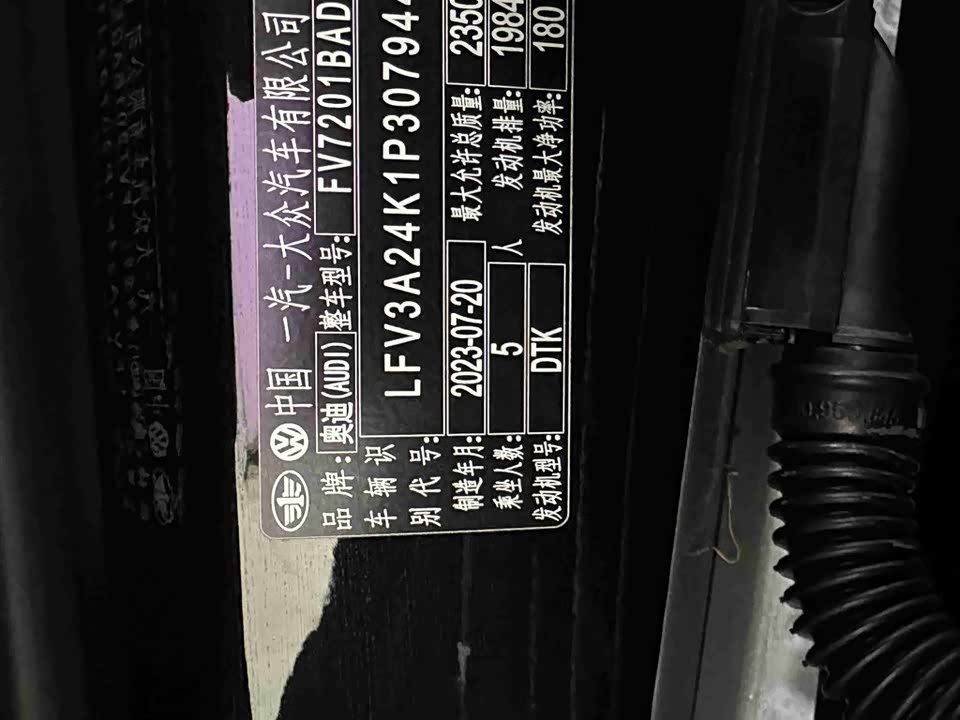 中国 一汽-大众汽车有限公司
品牌: 奥迪(AUDI) 整车型号: FV7201BAD
车辆识别代号: LFV3A24K1P307944
制造年月: 2023-07-20 最大允许总质量: 2350
乘坐人数: 5 人 发动机排量: 1984
发动机型号: DTK 发动机最大净功率: 180